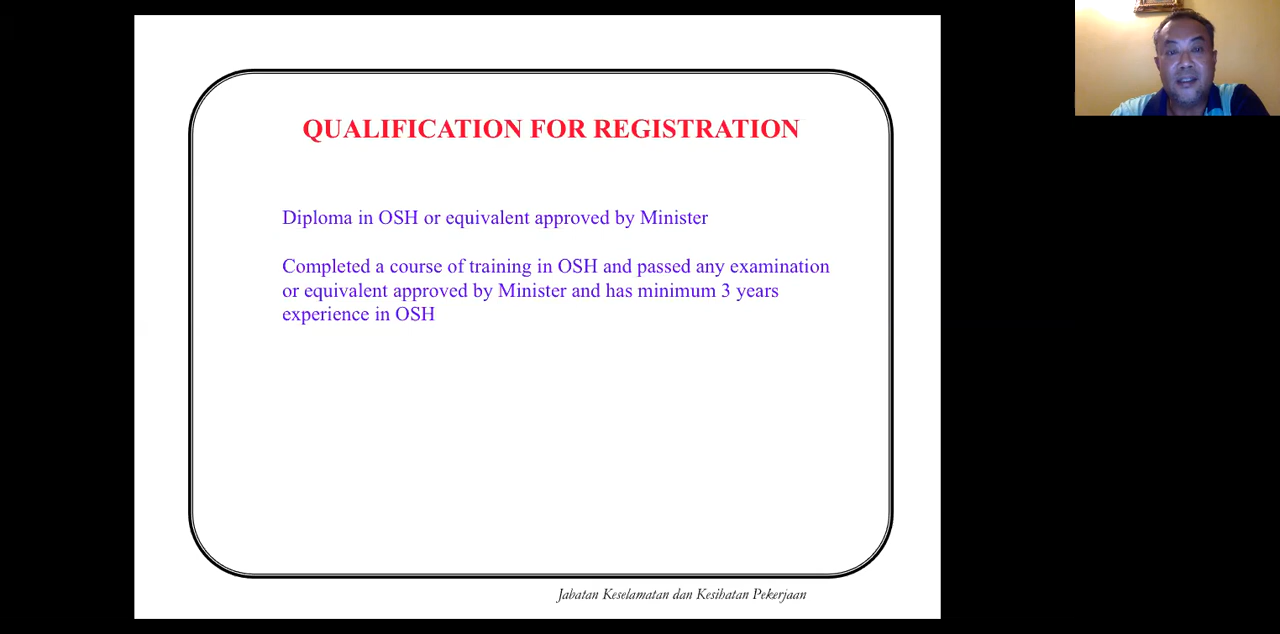 QUALIFICATION FOR REGISTRATION
Diploma in OSH or equivalent approved by Minister
Completed a course of training in OSH and passed any examination
or equivalent approved by Minister and has minimum 3 years
experience in OSH
Jabatan Keselamatan dan Kesihatan Pekerjaan